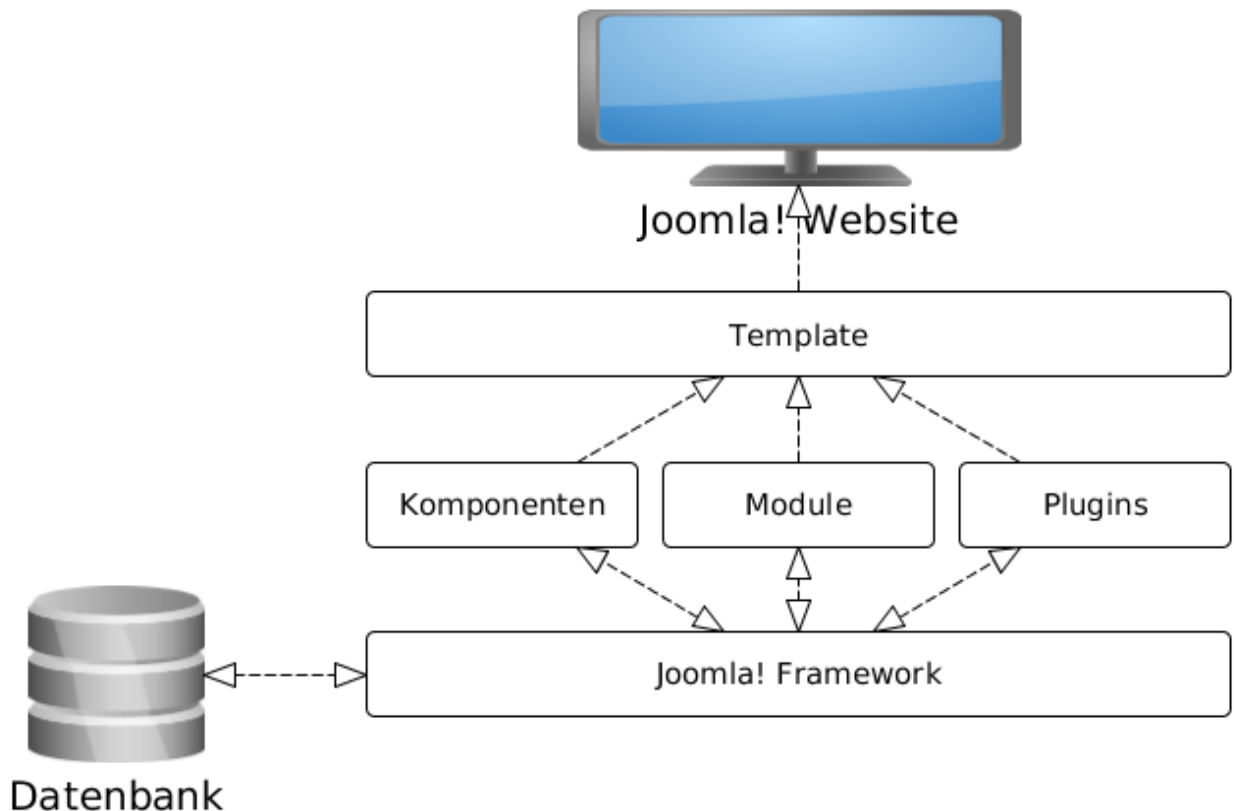 Joomla! Website
Template
Komponenten
Module
Plugins
Joomla! Framework
Datenbank